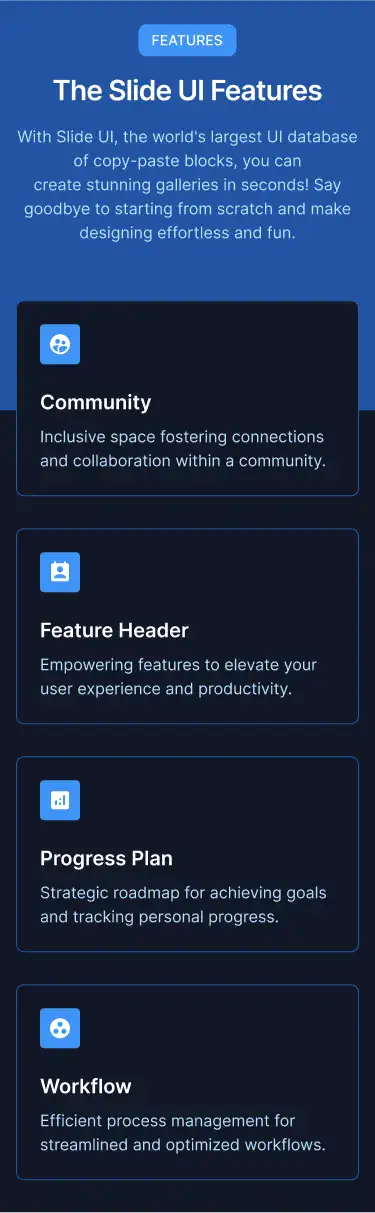 FEATURES
The Slide UI Features
With Slide UI, the world's largest UI database
of copy-paste blocks, you can
create stunning galleries in seconds! Say
goodbye to starting from scratch and make
designing effortless and fun.
Community
Inclusive space fostering connections
and collaboration within a community.
Feature Header
Empowering features to elevate your
user experience and productivity.
Progress Plan
Strategic roadmap for achieving goals
and tracking personal progress.
Workflow
Efficient process management for
streamlined and optimized workflows.